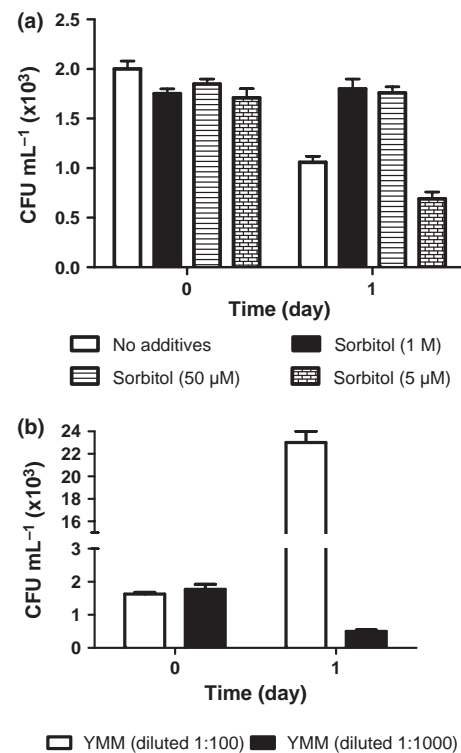 (a)
CFU mL⁻¹ (x10³)
2.5
2.0
1.5
1.0
0.5
0.0
0 1
Time (day)
No additives Sorbitol (1 M)
Sorbitol (50 µM) Sorbitol (5 µM)
(b)
CFU mL⁻¹ (x10³)
24
22
20
18
16
3
2
1
0
0 1
Time (day)
YMM (diluted 1:100) YMM (diluted 1:1000)